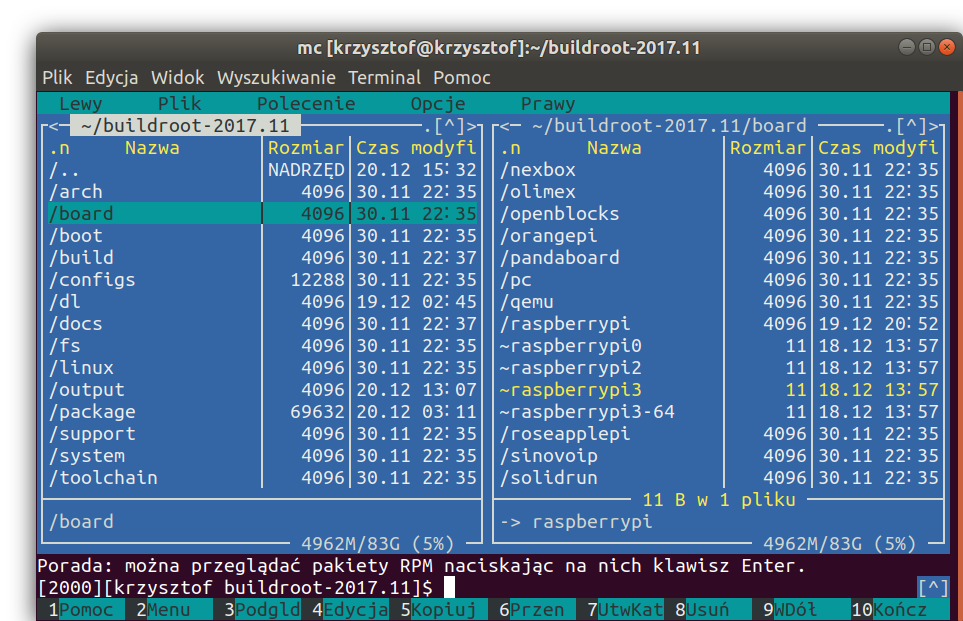 mc [krzysztof@krzysztof]:~/buildroot-2017.11
Plik Edycja Widok Wyszukiwanie Terminal Pomoc
Lewy Plik Polecenie Opcje Prawy
<─ ~/buildroot-2017.11 ─.[^]>
.n Nazwa Rozmiar Czas modyfi
/.. NADRZĘD 20.12 15:32
/arch 4096 30.11 22:35
/board 4096 30.11 22:35
/boot 4096 30.11 22:35
/build 4096 30.11 22:37
/configs 12288 30.11 22:35
/dl 4096 19.12 02:45
/docs 4096 30.11 22:37
/fs 4096 30.11 22:35
/linux 4096 30.11 22:35
/output 4096 20.12 13:07
/package 69632 20.12 03:11
/support 4096 30.11 22:35
/system 4096 30.11 22:35
/toolchain 4096 30.11 22:35
/board
4962M/83G (5%)
<─ ~/buildroot-2017.11/board ─.[^]>
.n Nazwa Rozmiar Czas modyfi
/nexbox 4096 30.11 22:35
/olimex 4096 30.11 22:35
/openblocks 4096 30.11 22:35
/orangepi 4096 30.11 22:35
/pandaboard 4096 30.11 22:35
/pc 4096 30.11 22:35
/qemu 4096 30.11 22:35
/raspberrypi 4096 19.12 20:52
~raspberrypi0 11 18.12 13:57
~raspberrypi2 11 18.12 13:57
~raspberrypi3 11 18.12 13:57
~raspberrypi3-64 11 18.12 13:57
/roseapplepi 4096 30.11 22:35
/sinovoip 4096 30.11 22:35
/solidrun 4096 30.11 22:35
11 B w 1 pliku
-> raspberrypi
4962M/83G (5%)
Porada: można przeglądać pakiety RPM naciskając na nich klawisz Enter.
[2000][krzysztof buildroot-2017.11]$ [^]
1Pomoc 2Menu 3Podgld 4Edycja 5Kopiuj 6Przen 7UtwKat 8Usuń 9WDół 10Kończ